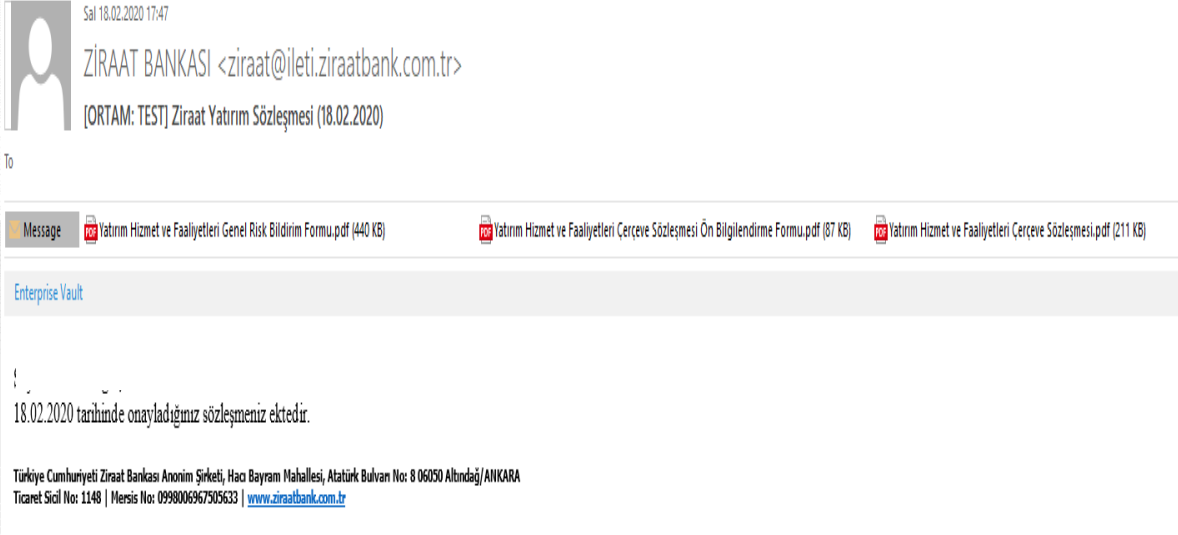 Sal 18.02.2020 17:47
ZİRAAT BANKASI <ziraat@ileti.ziraatbank.com.tr>
[ORTAM: TEST] Ziraat Yatırım Sözleşmesi (18.02.2020)
To
Message Yatırım Hizmet ve Faaliyetleri Genel Risk Bildirim Formu.pdf (440 KB) Yatırım Hizmet ve Faaliyetleri Çerçeve Sözleşmesi Ön Bilgilendirme Formu.pdf (87 KB) Yatırım Hizmet ve Faaliyetleri Çerçeve Sözleşmesi.pdf (211 KB)
Enterprise Vault
18.02.2020 tarihinde onayladığınız sözleşmeniz ektedir.
Türkiye Cumhuriyeti Ziraat Bankası Anonim Şirketi, Hacı Bayram Mahallesi, Atatürk Bulvarı No: 8 06050 Altındağ/ANKARA
Ticaret Sicil No: 1148 | Mersis No: 0998006967505633 | www.ziraatbank.com.tr